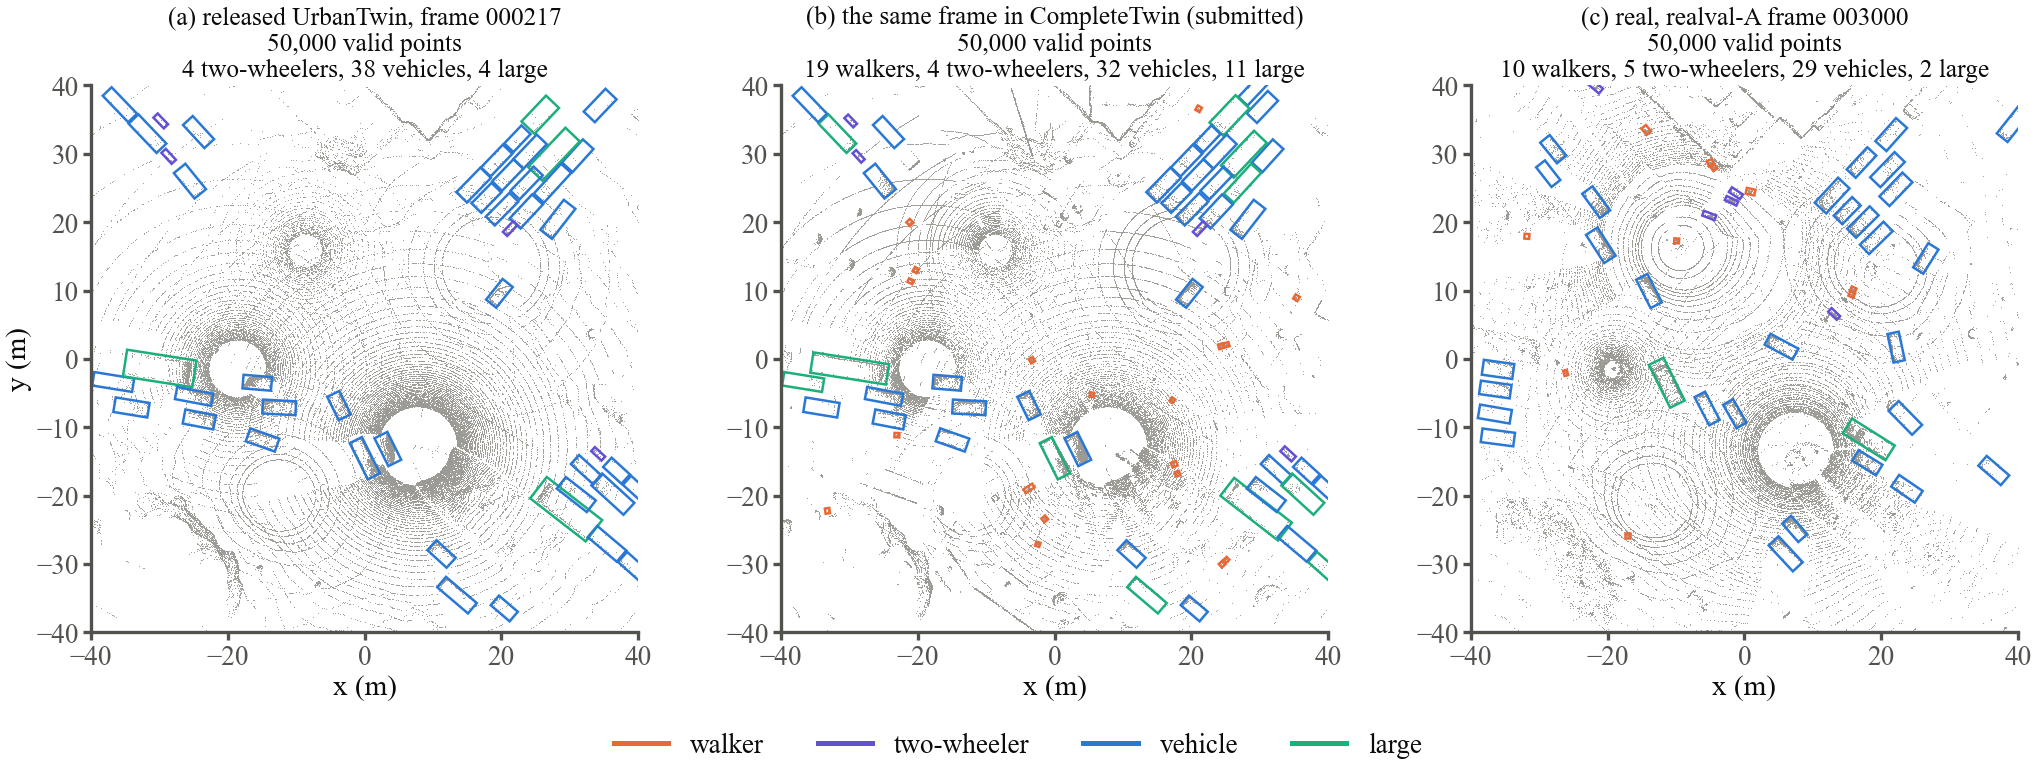 (a) released UrbanTwin, frame 000217
50,000 valid points
4 two-wheelers, 38 vehicles, 4 large
(b) the same frame in CompleteTwin (submitted)
50,000 valid points
19 walkers, 4 two-wheelers, 32 vehicles, 11 large
(c) real, realval-A frame 003000
50,000 valid points
10 walkers, 5 two-wheelers, 29 vehicles, 2 large
y (m)
40
30
20
10
0
−10
−20
−30
−40
−40 −20 0 20 40
x (m)
40
30
20
10
0
−10
−20
−30
−40
−40 −20 0 20 40
x (m)
40
30
20
10
0
−10
−20
−30
−40
−40 −20 0 20 40
x (m)
walker two-wheeler vehicle large